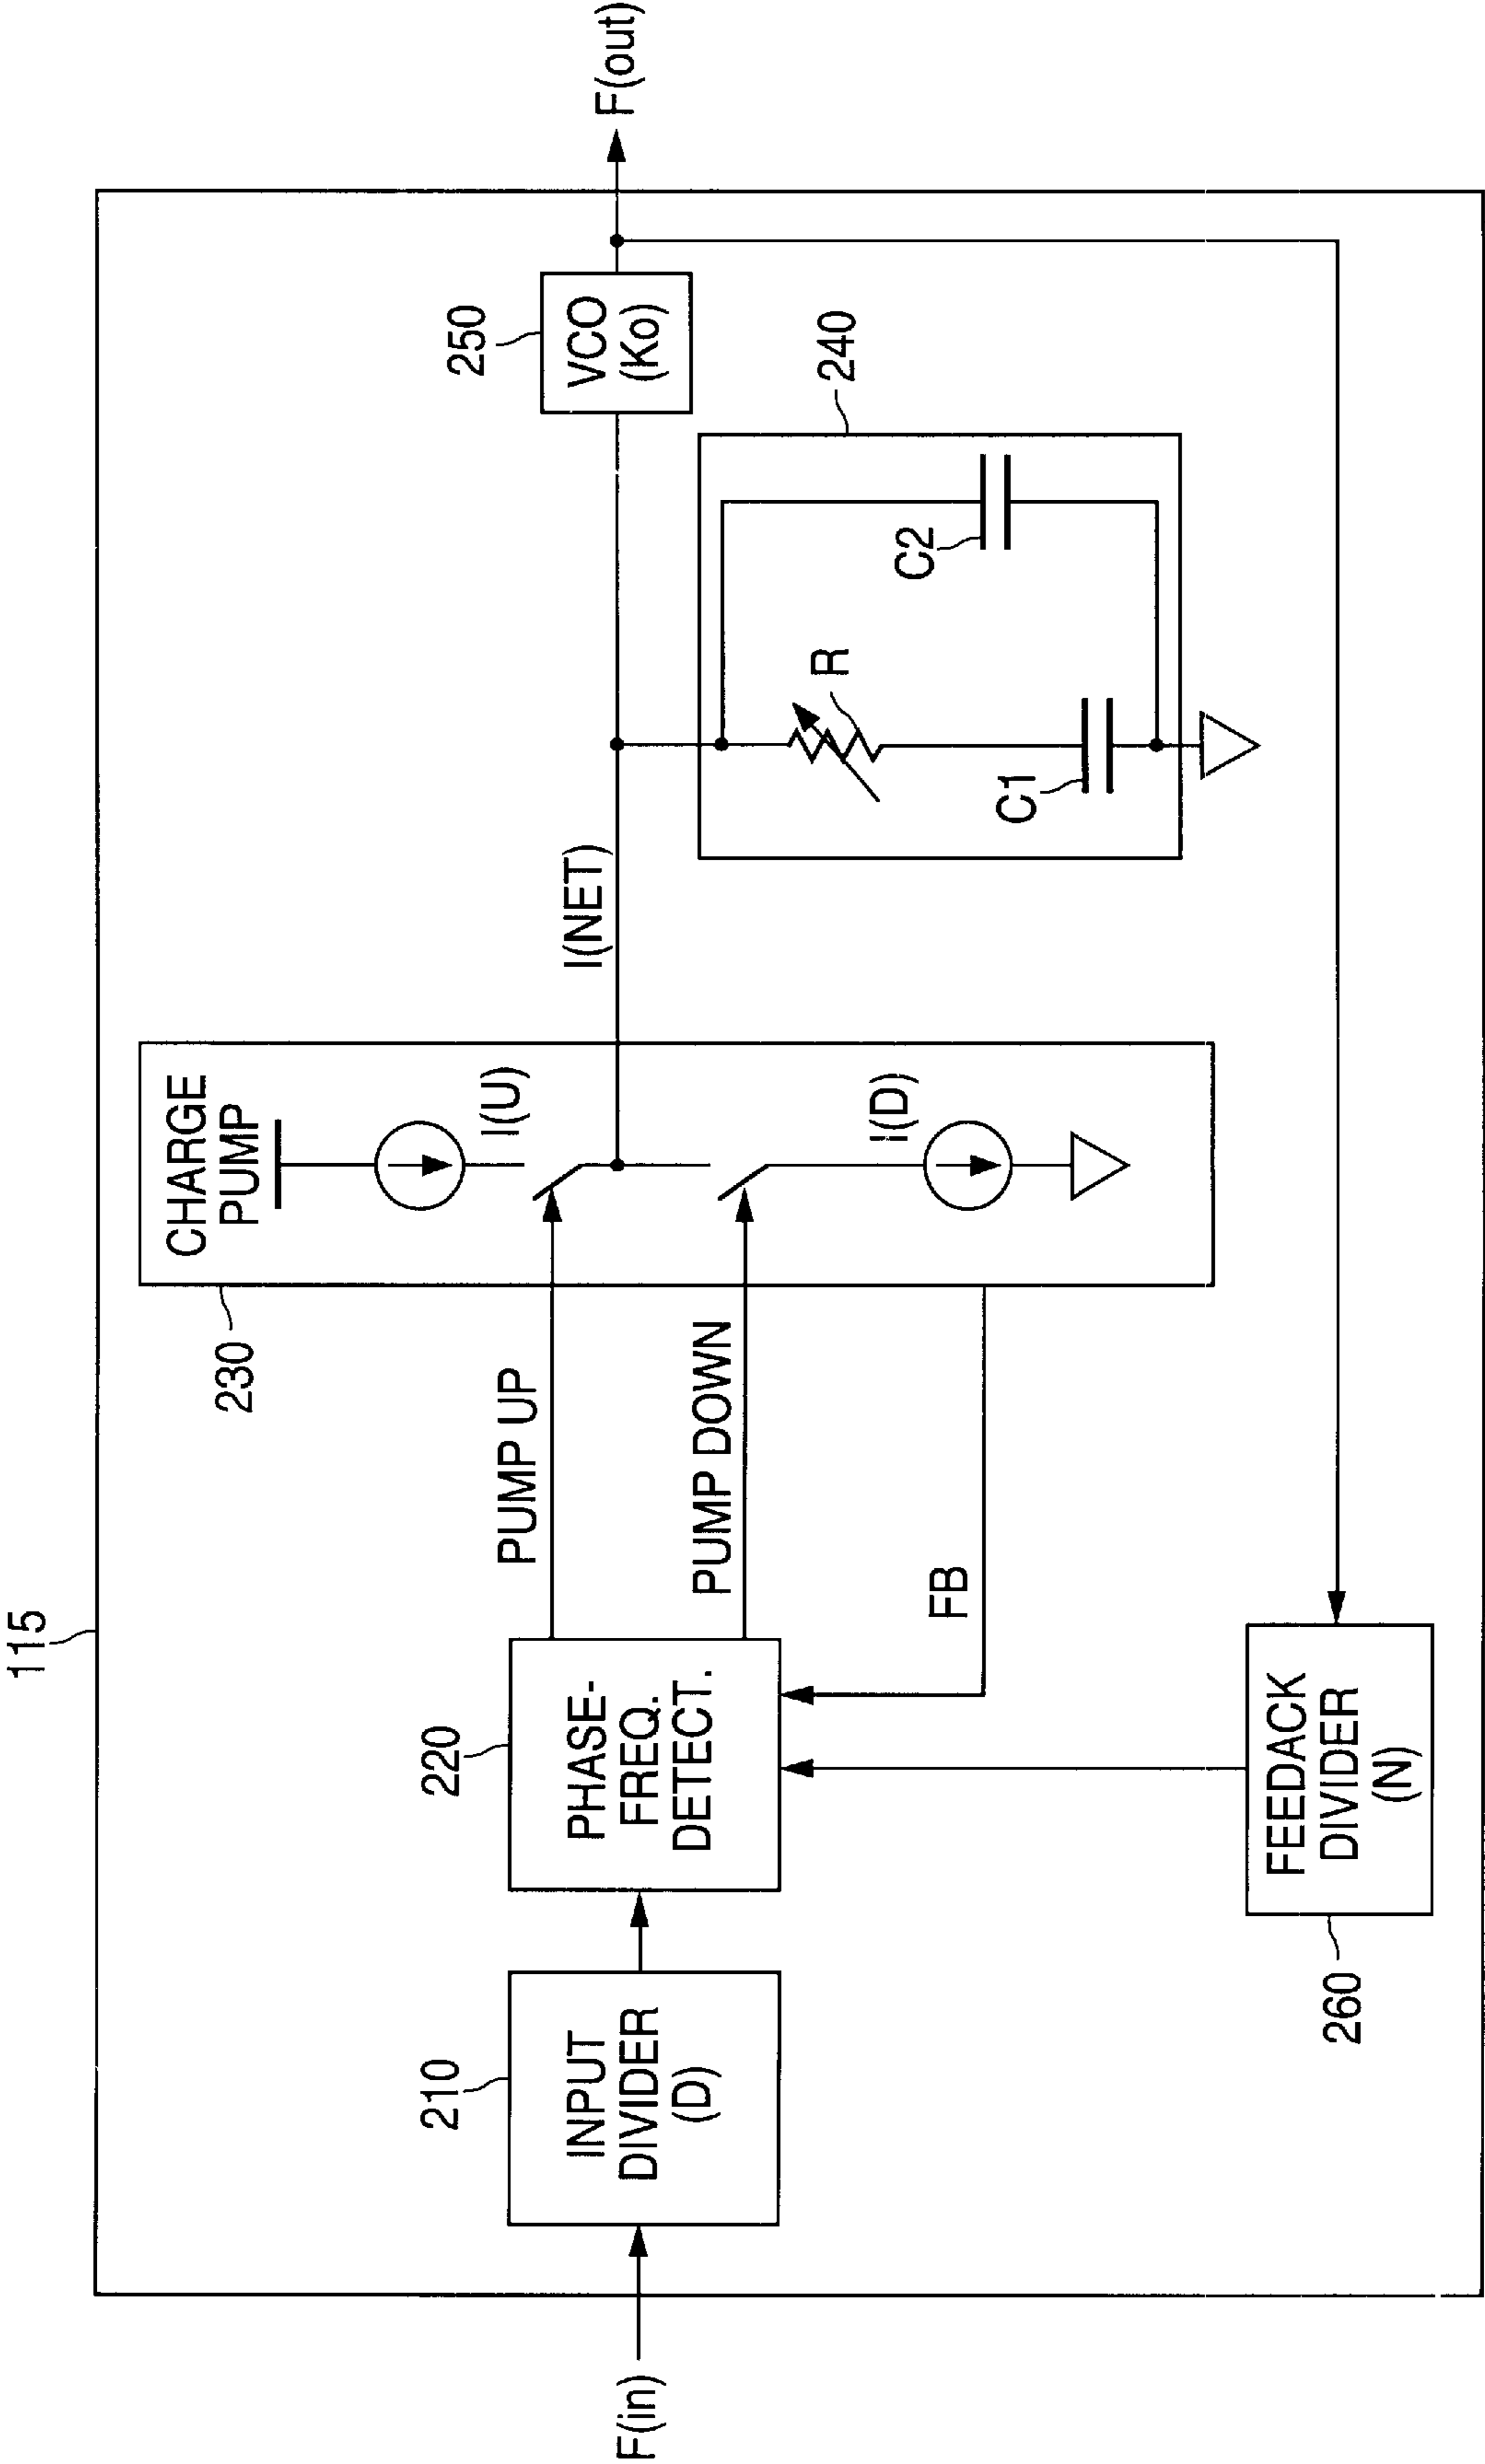 115
F(in)
210
INPUT
DIVIDER
(D)
220
PHASE-
FREQ.
DETECT.
PUMP UP
PUMP DOWN
FB
230
CHARGE
PUMP
I(U)
I(D)
I(NET)
R
C1
C2
240
250
VCO
(Ko)
F(out)
260
FEEDACK
DIVIDER
(N)